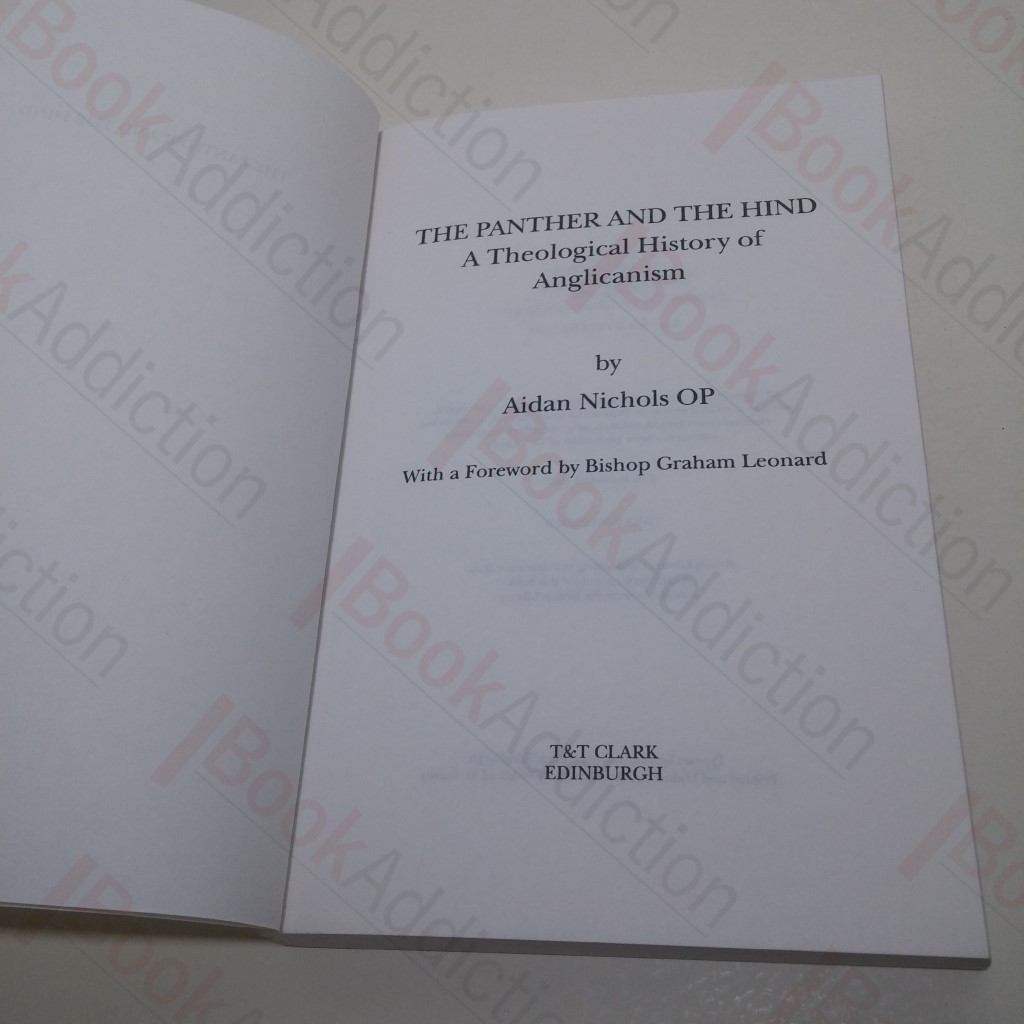 THE PANTHER AND THE HIND
A Theological History of
Anglicanism
by
Aidan Nichols OP
With a Foreword by Bishop Graham Leonard
T&T CLARK
EDINBURGH
BookAddiction